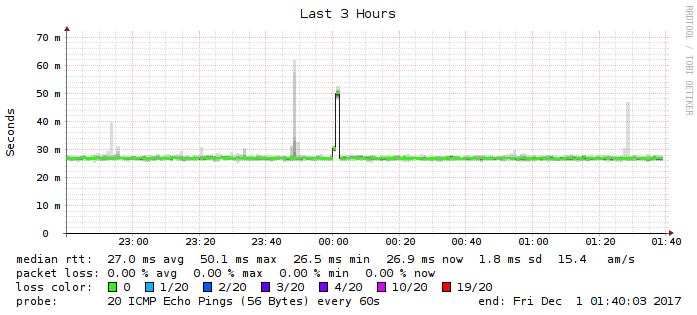 Last 3 Hours
RRDTOOL / TOBI OETIKER
Seconds
70 m
60 m
50 m
40 m
30 m
20 m
10 m
0
23:00 23:20 23:40 00:00 00:20 00:40 01:00 01:20 01:40
median rtt: 27.0 ms avg 50.1 ms max 26.5 ms min 26.9 ms now 1.8 ms sd 15.4 am/s
packet loss: 0.00 % avg 0.00 % max 0.00 % min 0.00 % now
loss color: 0 1/20 2/20 3/20 4/20 10/20 19/20
probe: 20 ICMP Echo Pings (56 Bytes) every 60s end: Fri Dec 1 01:40:03 2017